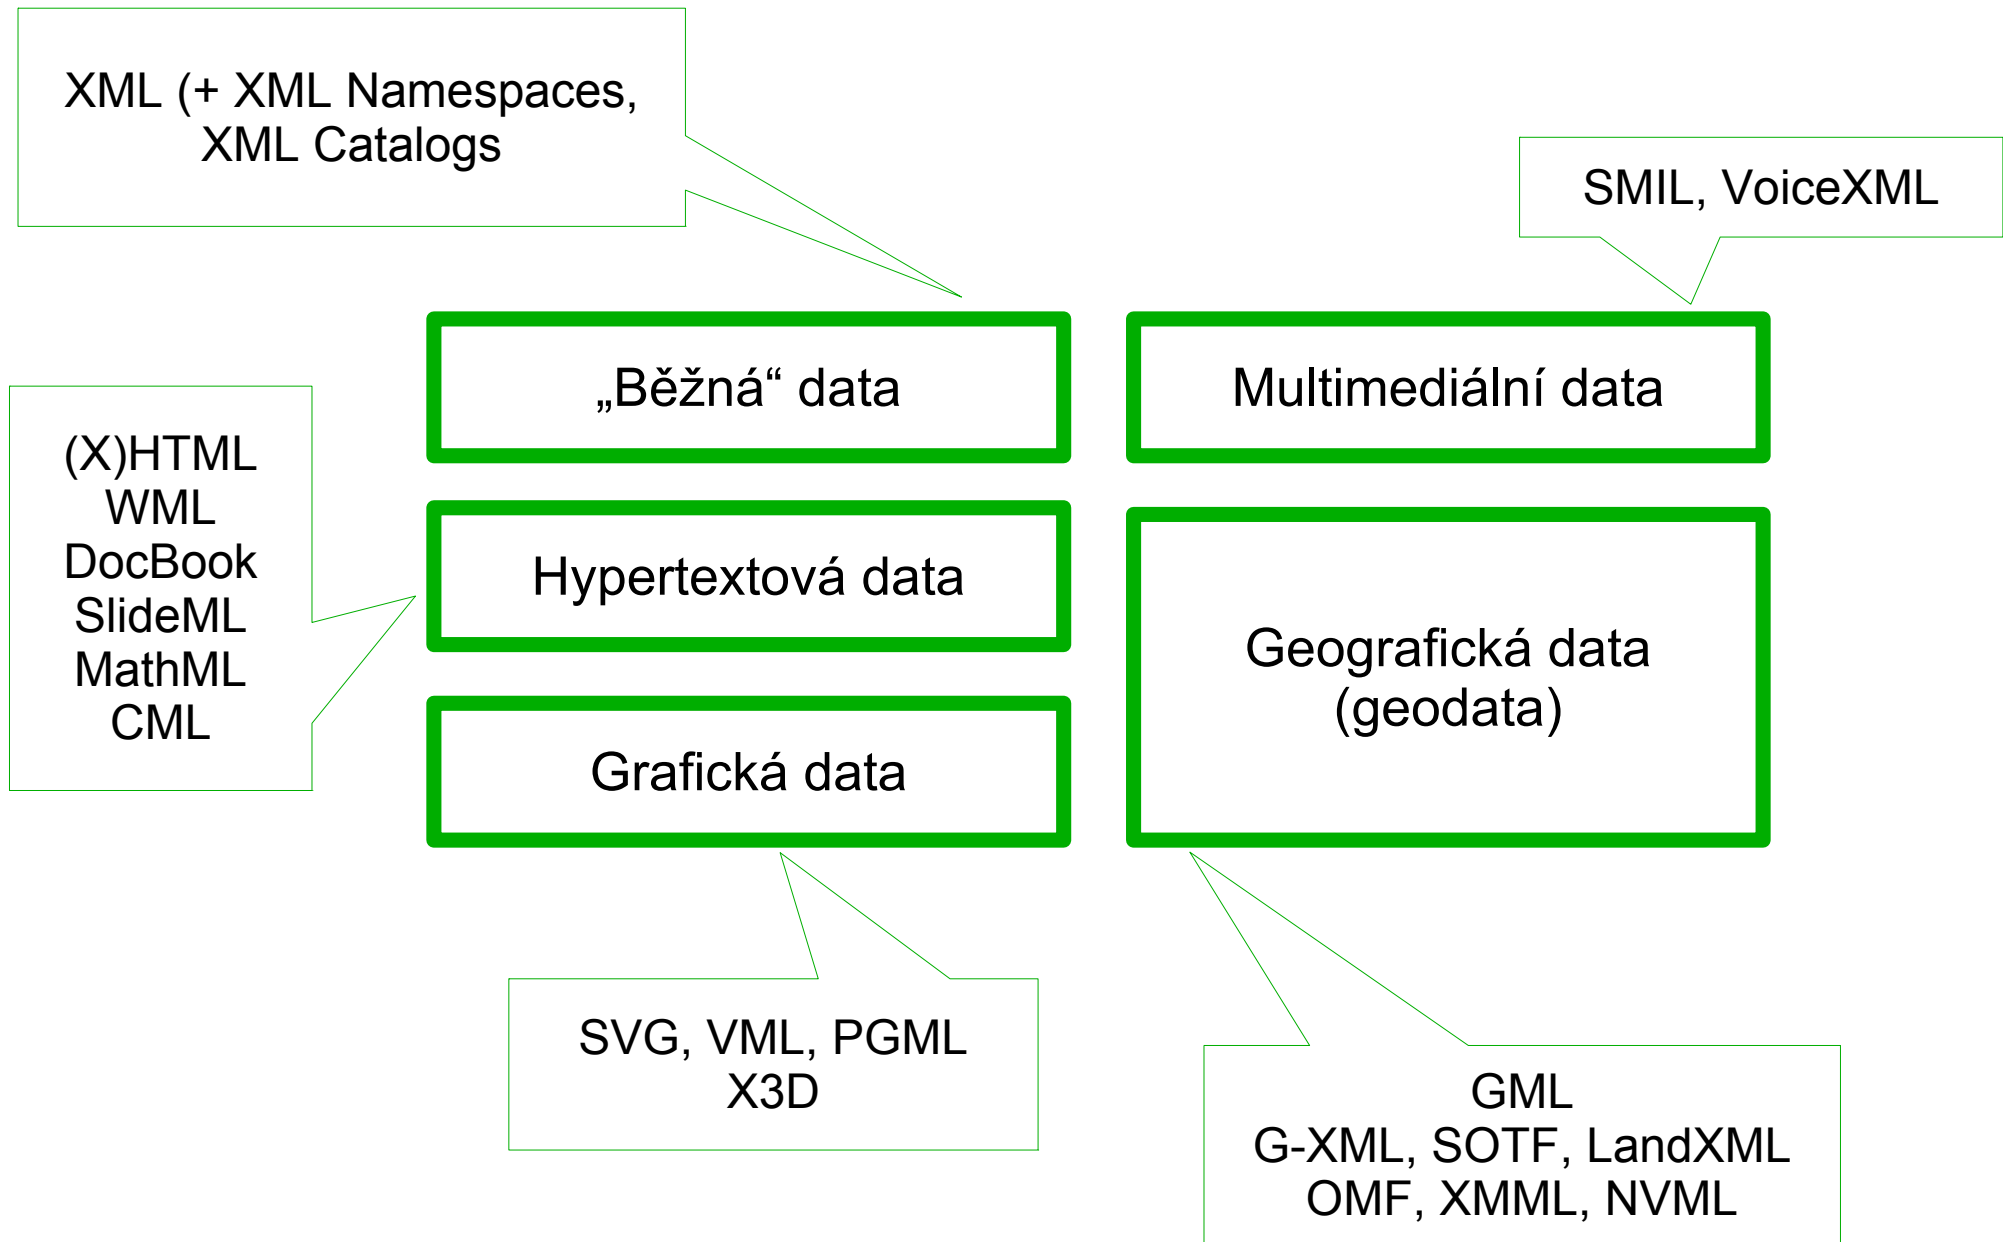 XML (+ XML Namespaces,
XML Catalogs
SMIL, VoiceXML
„Běžná“ data
Multimediální data
(X)HTML
WML
DocBook
SlideML
MathML
CML
Hypertextová data
Geografická data
(geodata)
Grafická data
SVG, VML, PGML
X3D
GML
G-XML, SOTF, LandXML
OMF, XMML, NVML